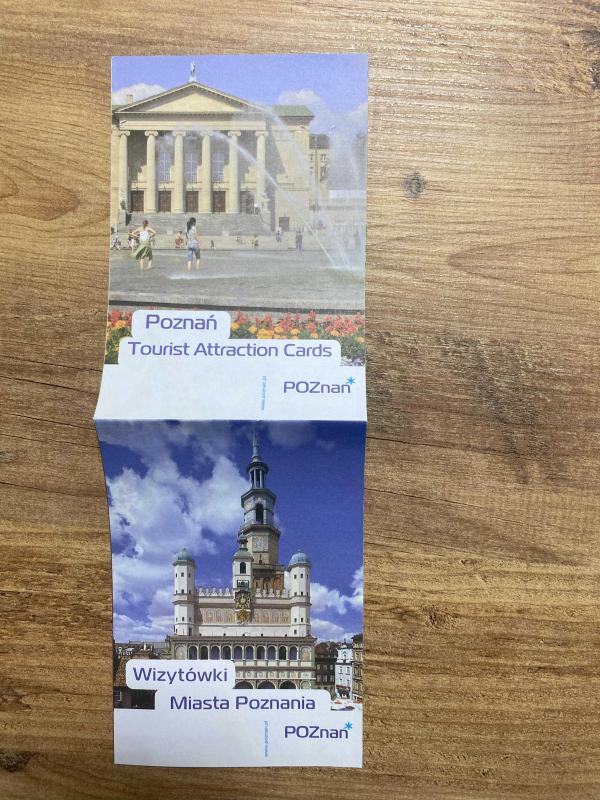 Poznań
Tourist Attraction Cards
POZnan*
Wizytówki
Miasta Poznania
POZnan*